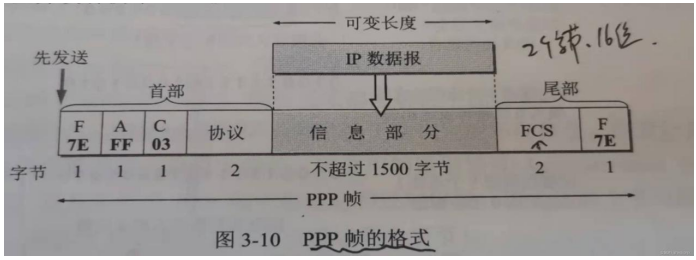 可变长度
IP 数据报
2个字节、16位.
先发送
首部
尾部
F A C 协议 信息部分 FCS F
7E FF 03 7E
字节 1 1 1 2 不超过 1500 字节 2 1
PPP 帧
图 3-10 PPP 帧的格式